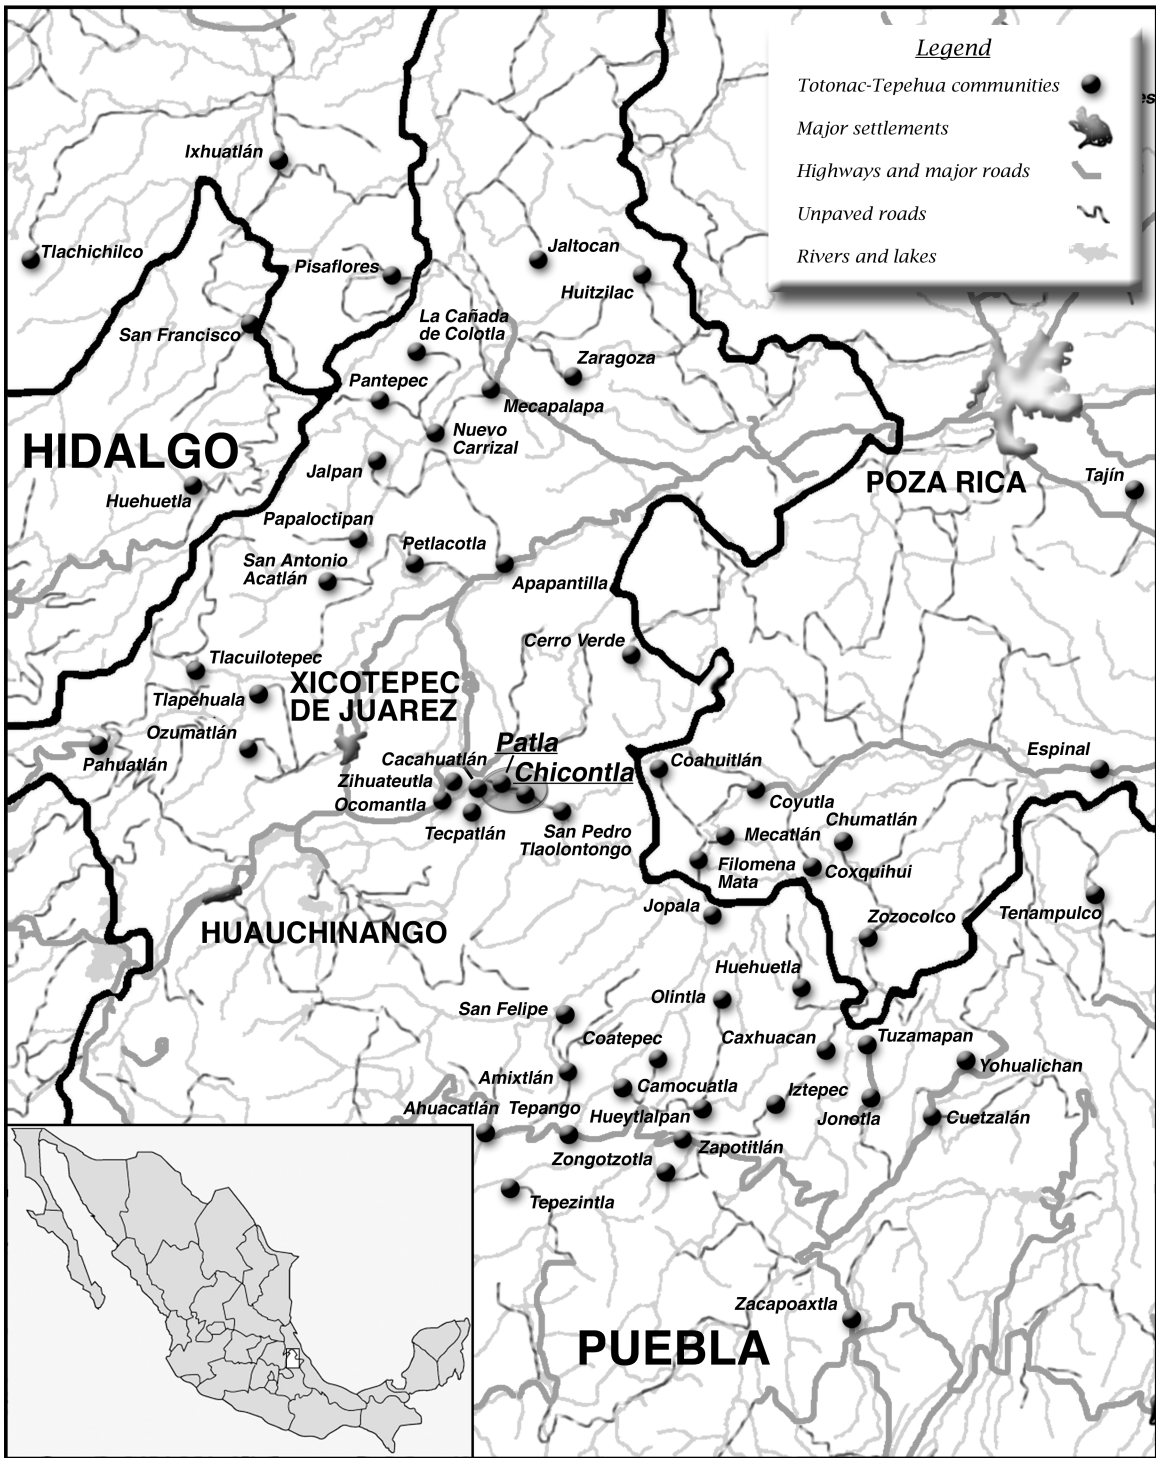 Legend
Totonac-Tepehua communities
Major settlements
Highways and major roads
Unpaved roads
Rivers and lakes
es
Ixhuatlán
Tlachichilco
Pisaflores
Jaltocan
Huitzilac
San Francisco
La Cañada
de Colotla
Zaragoza
Pantepec
Mecapalapa
HIDALGO
Nuevo
Carrizal
Jalpan
POZA RICA
Tajín
Huehuetla
Papaloctipan
Petlacotla
San Antonio
Acatlán
Apapantilla
Cerro Verde
Tlacuilotepec
Tlapehuala
XICOTEPEC
DE JUAREZ
Ozumatlán
Pahuatlán
Patla
Cacahuatlán
Chicontla
Zihuateutla
Ocomantla
Tecpatlán
San Pedro
Tlaolontongo
Coahuitlán
Espinal
Coyutla
Chumatlán
Mecatlán
Filomena
Mata
Coxquihui
Jopala
Zozocolco
Tenampulco
HUAUCHINANGO
Huehuetla
Olintla
San Felipe
Coatepec
Caxhuacan
Tuzamapan
Yohualichan
Amixtlán
Camocuatla
Iztepec
Ahuacatlán
Tepango
Hueytlalpan
Jonotla
Cuetzalán
Zapotitlán
Zongotzotla
Tepezintla
Zacapoaxtla
PUEBLA